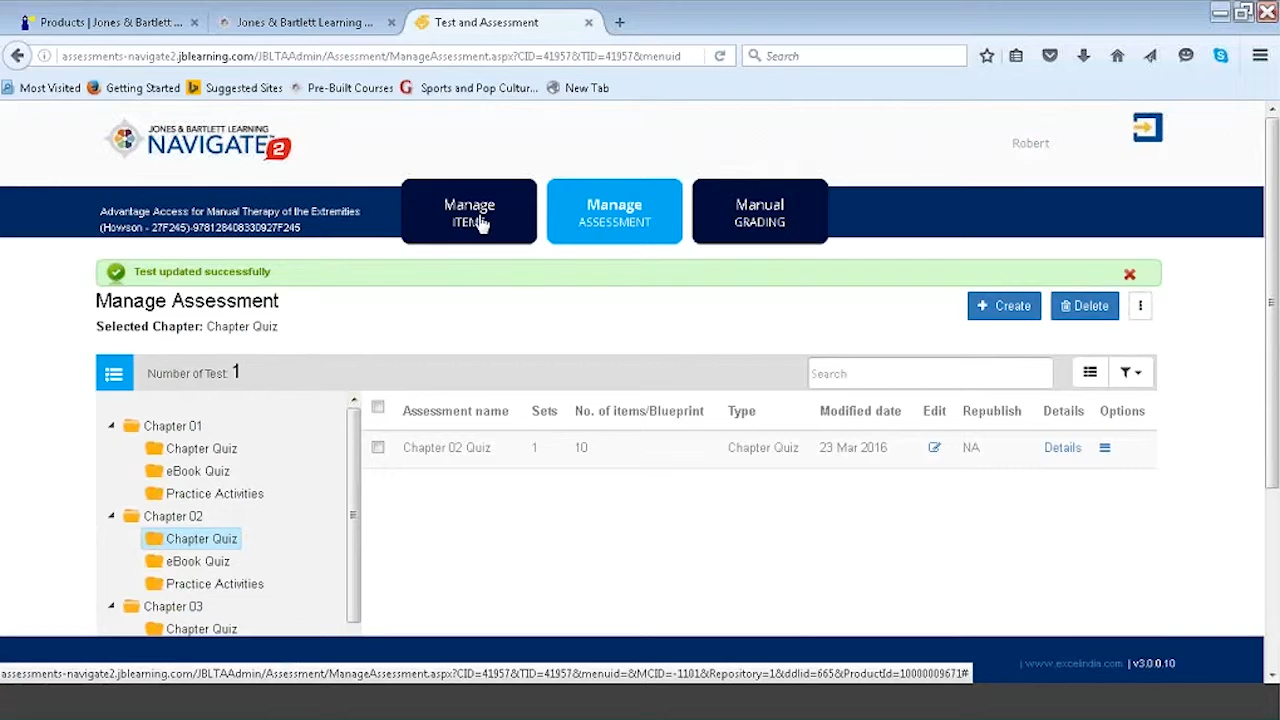 Products | Jones & Bartlett ...
Jones & Bartlett Learning ...
Test and Assessment
assessments-navigate2.jblearning.com/JBLTAAdmin/Assessment/ManageAssessment.aspx?CID=41957&TID=41957&menuid
Search
Most Visited
Getting Started
Suggested Sites
Pre-Built Courses
Sports and Pop Cultur...
New Tab
JONES & BARTLETT LEARNING
NAVIGATE 2
Robert
Advantage Access for Manual Therapy of the Extremities
(Howson - 27F245)-978128408330927F245
Manage
ITEMS
Manage
ASSESSMENT
Manual
GRADING
Test updated successfully
Manage Assessment
Create
Delete
Selected Chapter: Chapter Quiz
Number of Test: 1
Search
Assessment name Sets No. of items/Blueprint Type Modified date Edit Republish Details Options
Chapter 02 Quiz 1 10 Chapter Quiz 23 Mar 2016 NA Details
Chapter 01
Chapter Quiz
eBook Quiz
Practice Activities
Chapter 02
Chapter Quiz
eBook Quiz
Practice Activities
Chapter 03
Chapter Quiz
| www.excelindia.com | v3.0.0.10
assessments-navigate2.jblearning.com/JBLTAAdmin/Assessment/ManageAssessment.aspx?CID=41957&TID=41957&menuid=&MCID=-1101&Repository=1&ddlid=665&ProductId=10000009671#